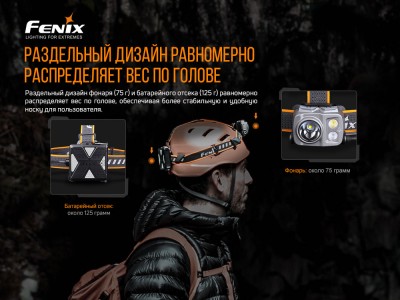 FENIX
LIGHTING FOR EXTREMES
РАЗДЕЛЬНЫЙ ДИЗАЙН РАВНОМЕРНО
РАСПРЕДЕЛЯЕТ ВЕС ПО ГОЛОВЕ
Раздельный дизайн фонаря (75 г) и батарейного отсека (125 г) равномерно
распределяет вес по голове, обеспечивая более стабильную и удобную
носку для пользователя.
Fenix
Батарейный отсек:
около 125 грамм
Фонарь: около 75 грамм